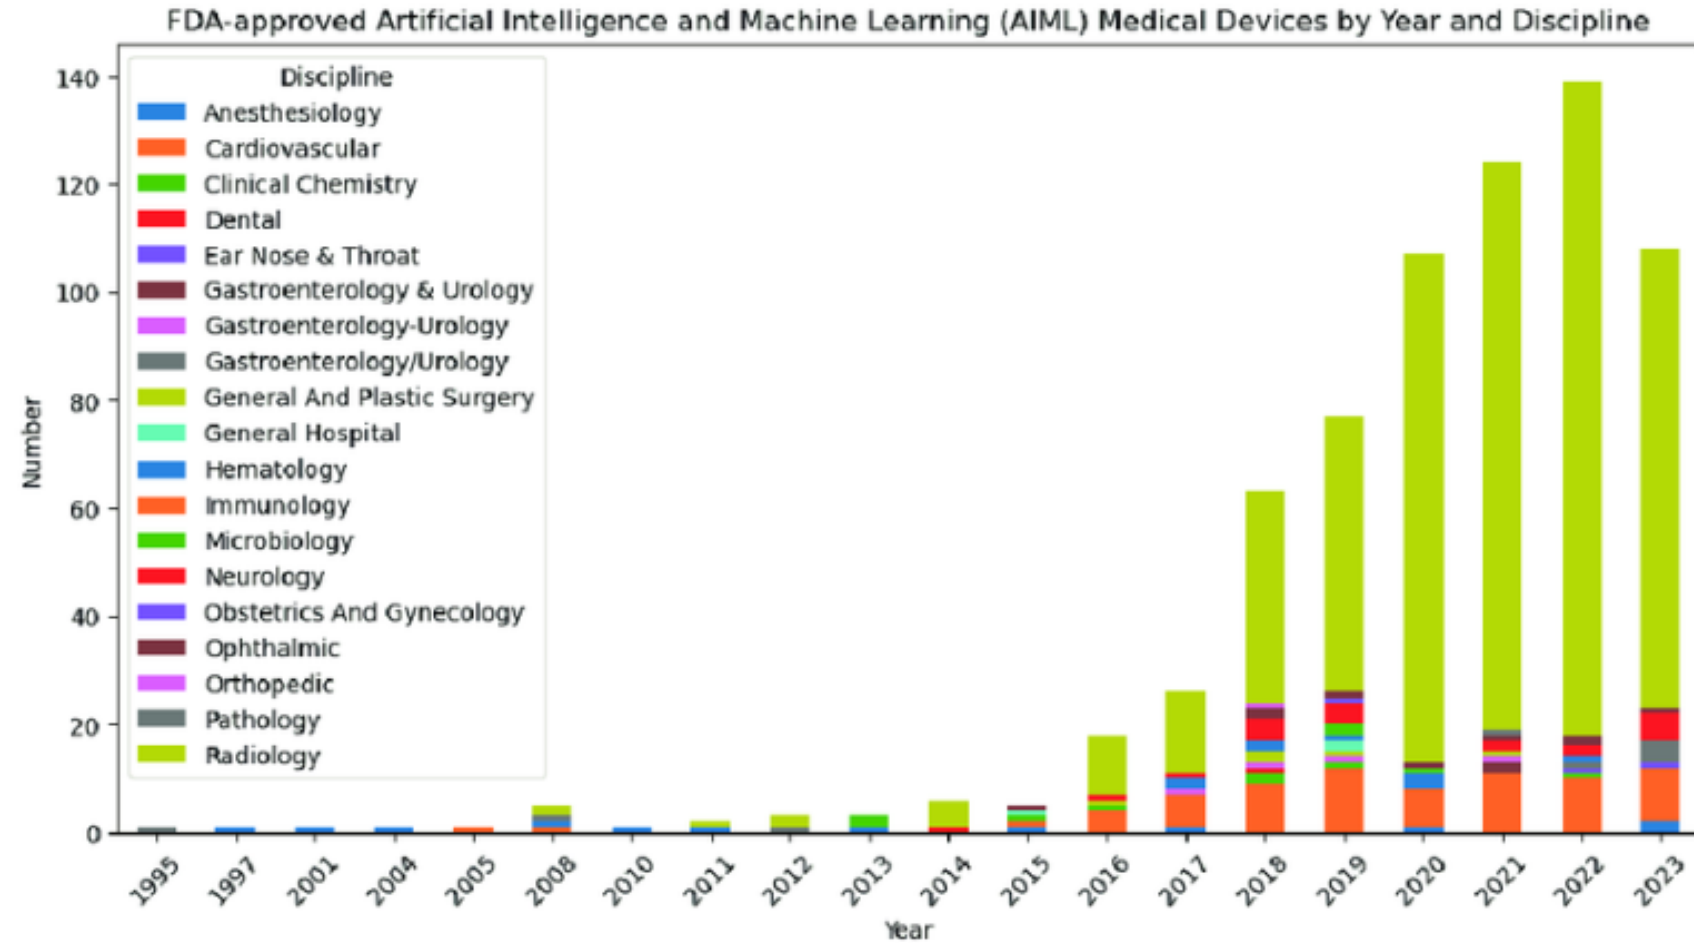 FDA-approved Artificial Intelligence and Machine Learning (AIML) Medical Devices by Year and Discipline
Discipline
Anesthesiology
Cardiovascular
Clinical Chemistry
Dental
Ear Nose & Throat
Gastroenterology & Urology
Gastroenterology-Urology
Gastroenterology/Urology
General And Plastic Surgery
General Hospital
Hematology
Immunology
Microbiology
Neurology
Obstetrics And Gynecology
Ophthalmic
Orthopedic
Pathology
Radiology
Number
140
120
100
80
60
40
20
0
1995 1997 2001 2004 2005 2008 2010 2011 2012 2013 2014 2015 2016 2017 2018 2019 2020 2021 2022 2023
Year